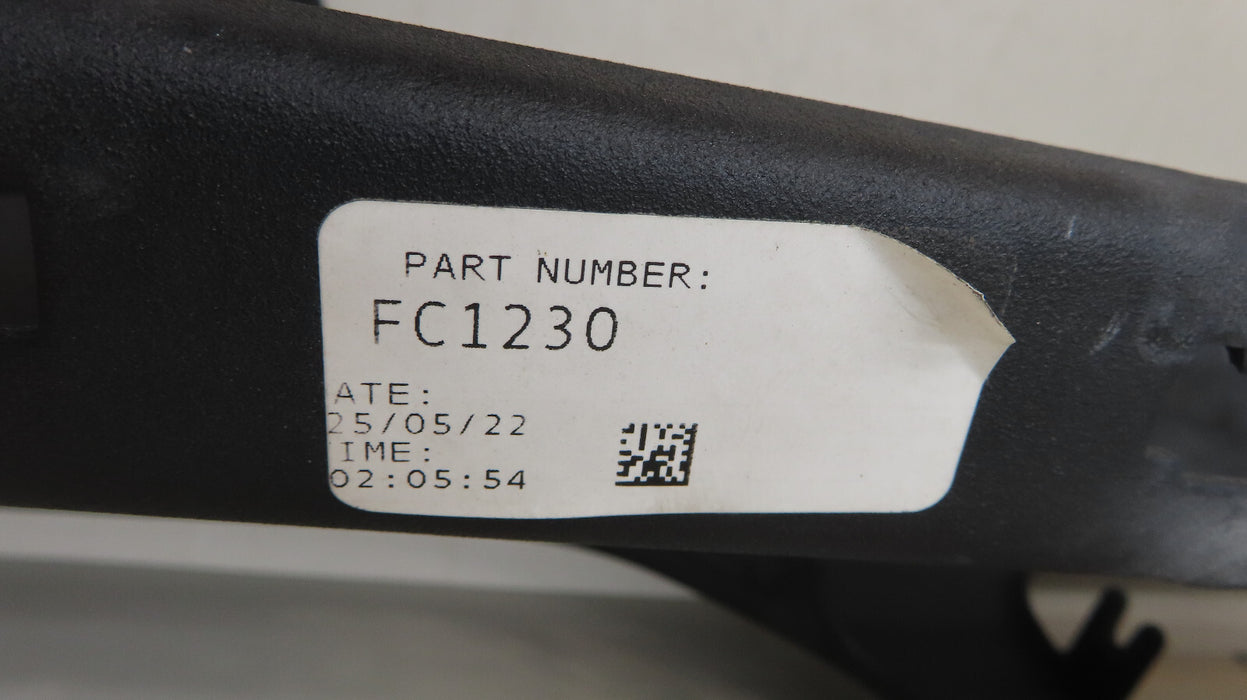 PART NUMBER:
FC1230
ATE:
25/05/22
IME:
02:05:54